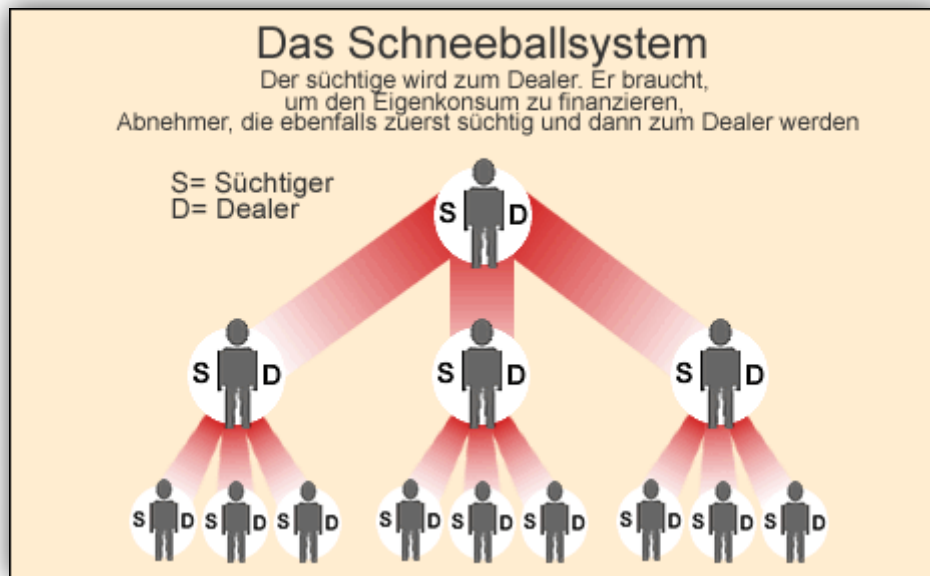 Das Schneeballsystem
Der süchtige wird zum Dealer. Er braucht,
um den Eigenkonsum zu finanzieren,
Abnehmer, die ebenfalls zuerst süchtig und dann zum Dealer werden
S= Süchtiger
D= Dealer
S D
S D
S D
S D
S D
S D
S D
S D
S D
S D
S D
S D
S D